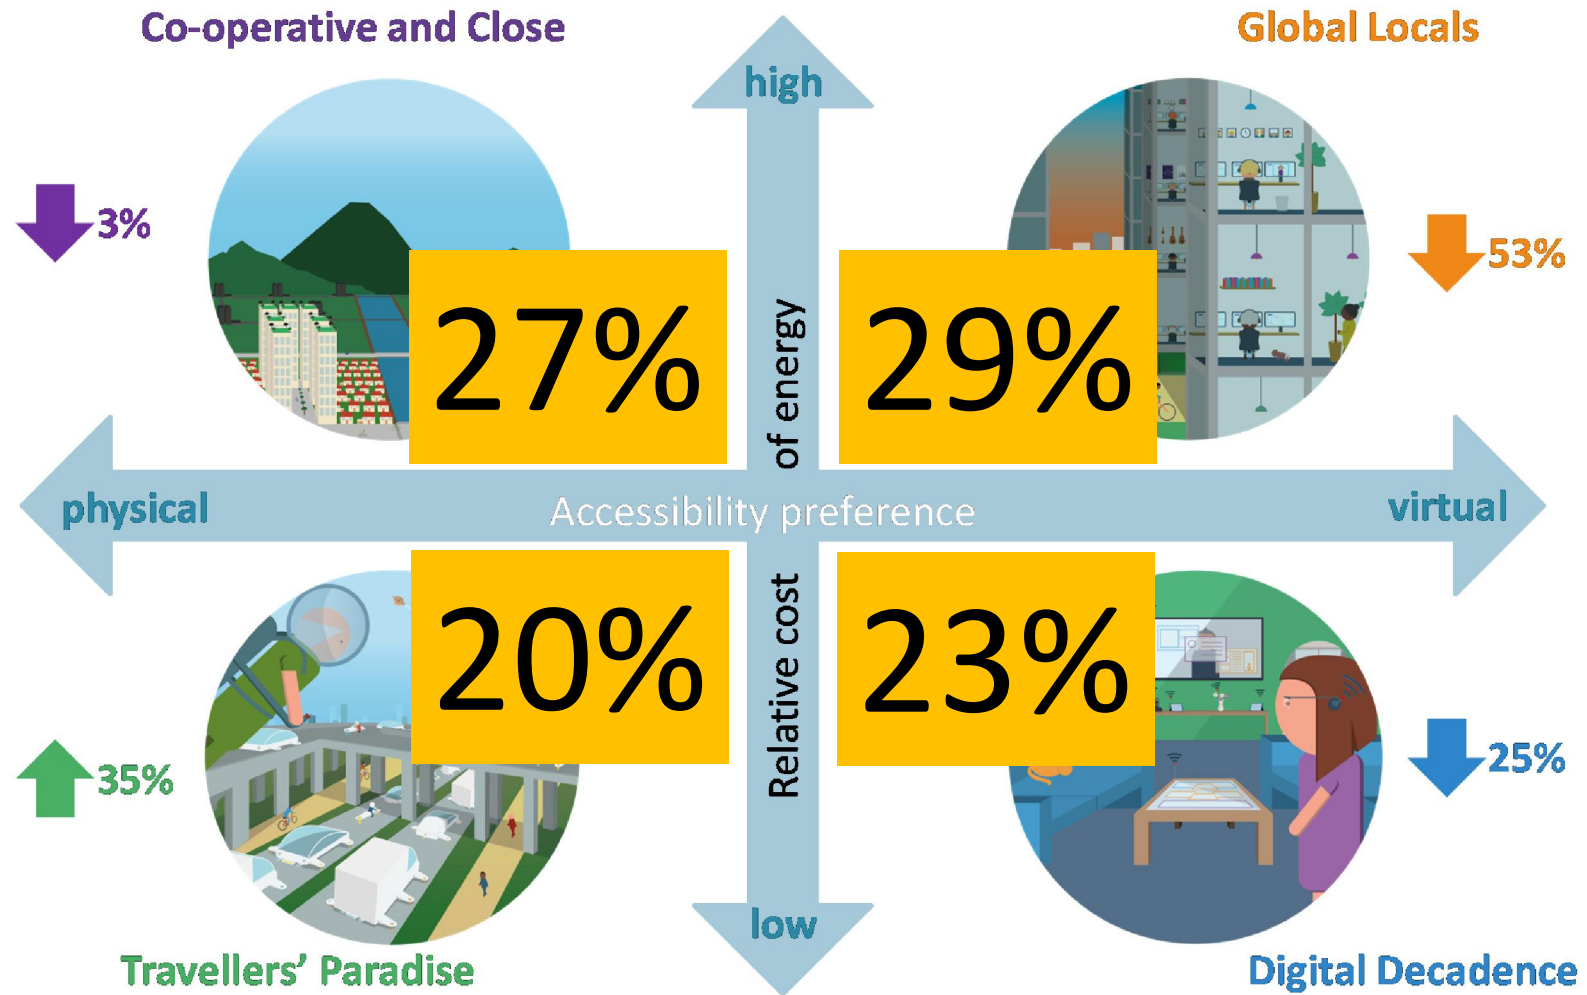 Co-operative and Close
Global Locals
high
3%
53%
27%
29%
Relative cost of energy
physical
Accessibility preference
virtual
20%
23%
35%
25%
low
Travellers’ Paradise
Digital Decadence